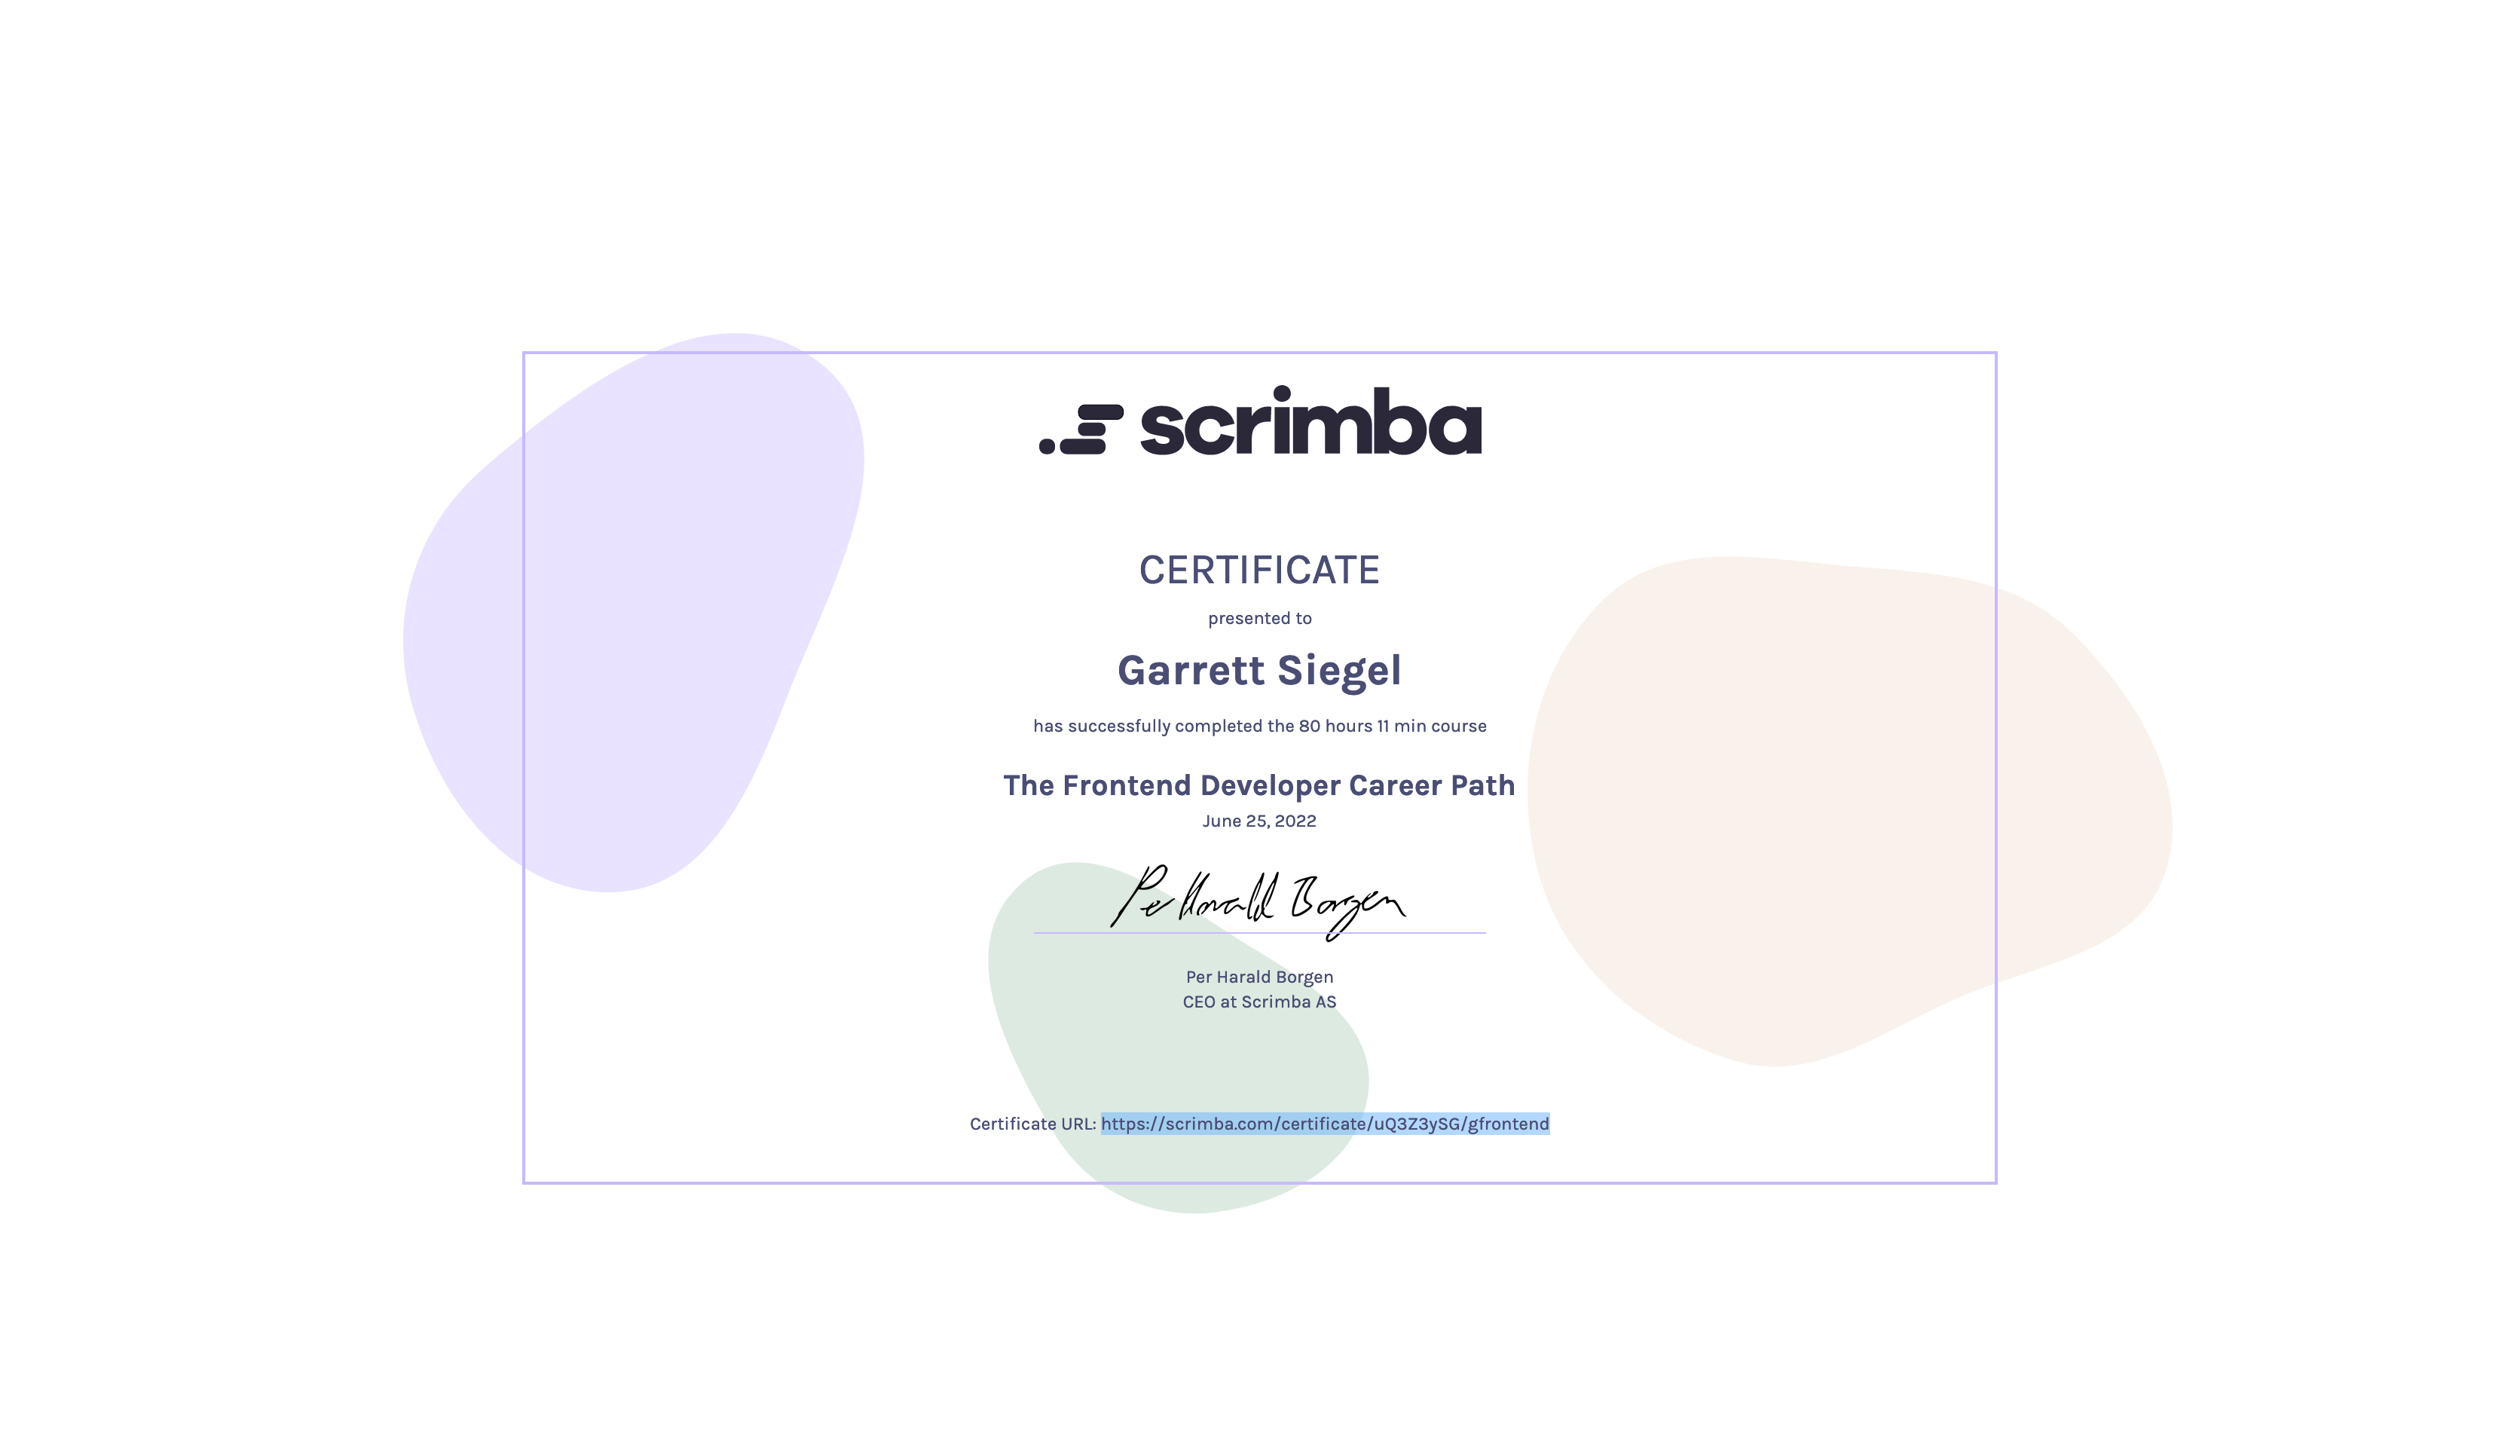 scrimba
CERTIFICATE
presented to
Garrett Siegel
has successfully completed the 80 hours 11 min course
The Frontend Developer Career Path
June 25, 2022
Per Harald Borgen
Per Harald Borgen
CEO at Scrimba AS
Certificate URL: https://scrimba.com/certificate/uQ3Z3ySG/gfrontend